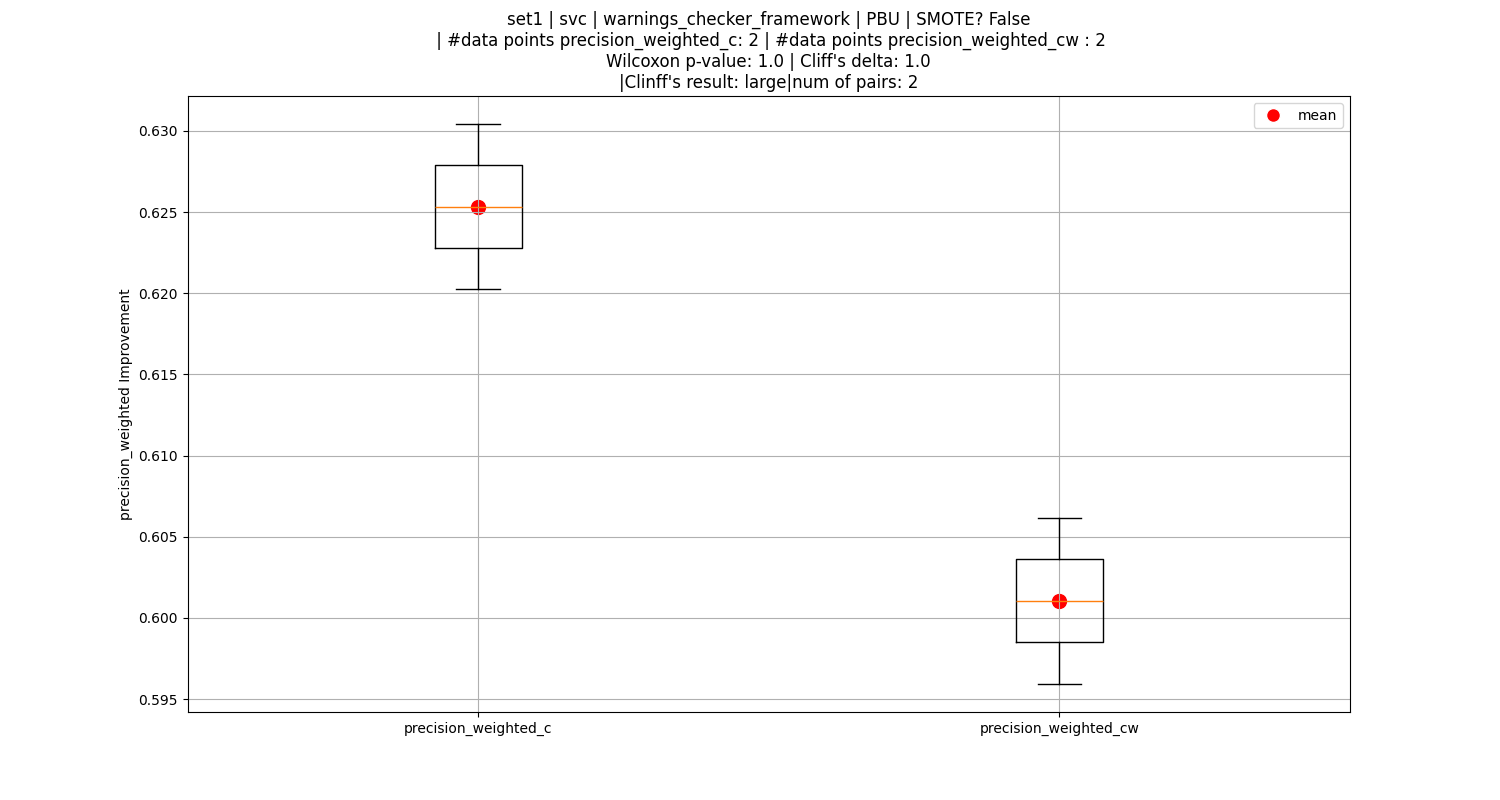 set1 | svc | warnings_checker_framework | PBU | SMOTE? False
| #data points precision_weighted_c: 2 | #data points precision_weighted_cw : 2
Wilcoxon p-value: 1.0 | Cliff's delta: 1.0
|Clinff's result: large|num of pairs: 2
mean
0.630
0.625
0.620
0.615
0.610
0.605
0.600
0.595
precision_weighted Improvement
precision_weighted_c
precision_weighted_cw